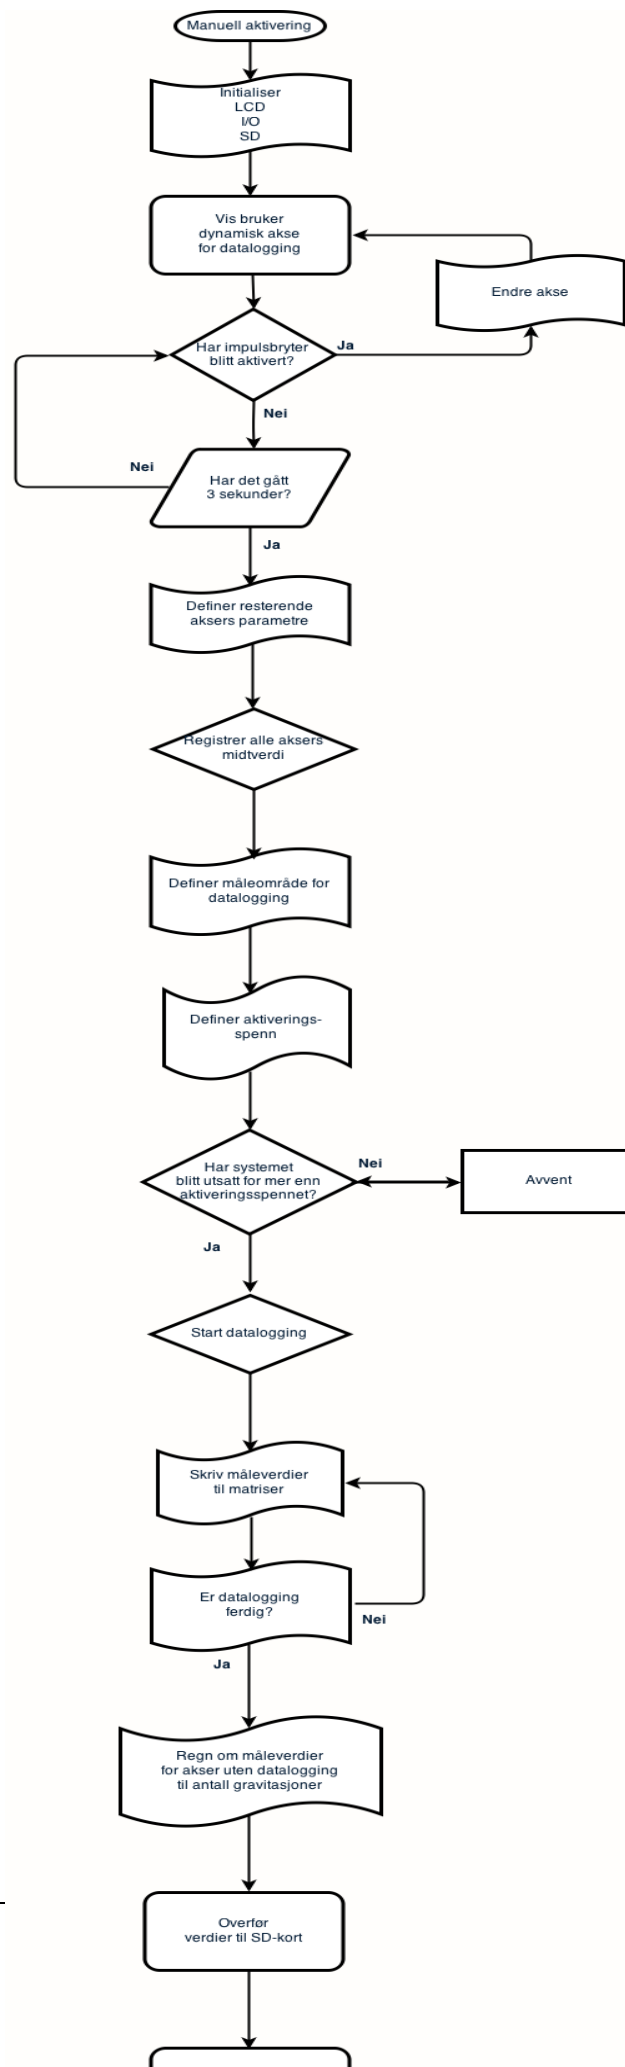 Manuell aktivering
Initialiser
LCD
I/O
SD
Vis bruker
dynamisk akse
for datalogging
Endre akse
Har impulsbryter
blitt aktivert?
Ja
Nei
Nei
Har det gått
3 sekunder?
Ja
Definer resterende
aksers parametre
Registrer alle aksers
midtverdi
Definer måleområde for
datalogging
Definer aktiverings-
spenn
Har systemet
blitt utsatt for mer enn
aktiveringsspennet?
Nei
Avvent
Ja
Start datalogging
Skriv måleverdier
til matriser
Er datalogging
ferdig?
Nei
Ja
Regn om måleverdier
for akser uten datalogging
til antall gravitasjoner
Overfør
verdier til SD-kort